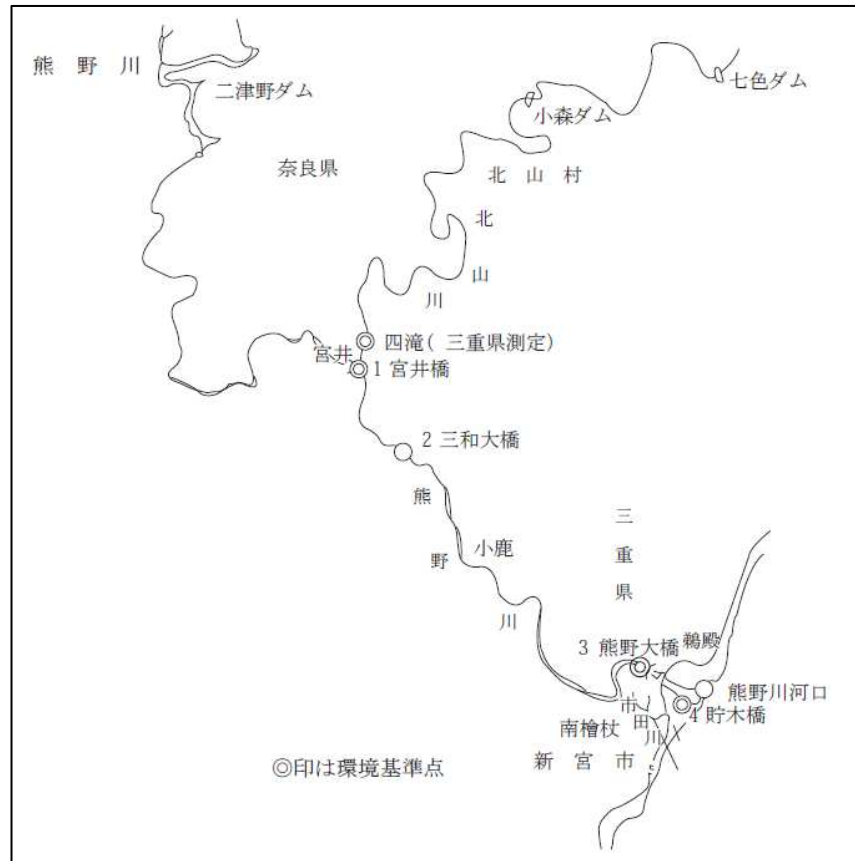 熊野川
二津野ダム
七色ダム
小森ダム
奈良県
北山村
北山川
四滝( 三重県測定)
宮井
1 宮井橋
2 三和大橋
熊野川
小鹿
三重県
3 熊野大橋
鵜殿
熊野川河口
4 貯木橋
市田川
南檜杖
新宮市
◎印は環境基準点